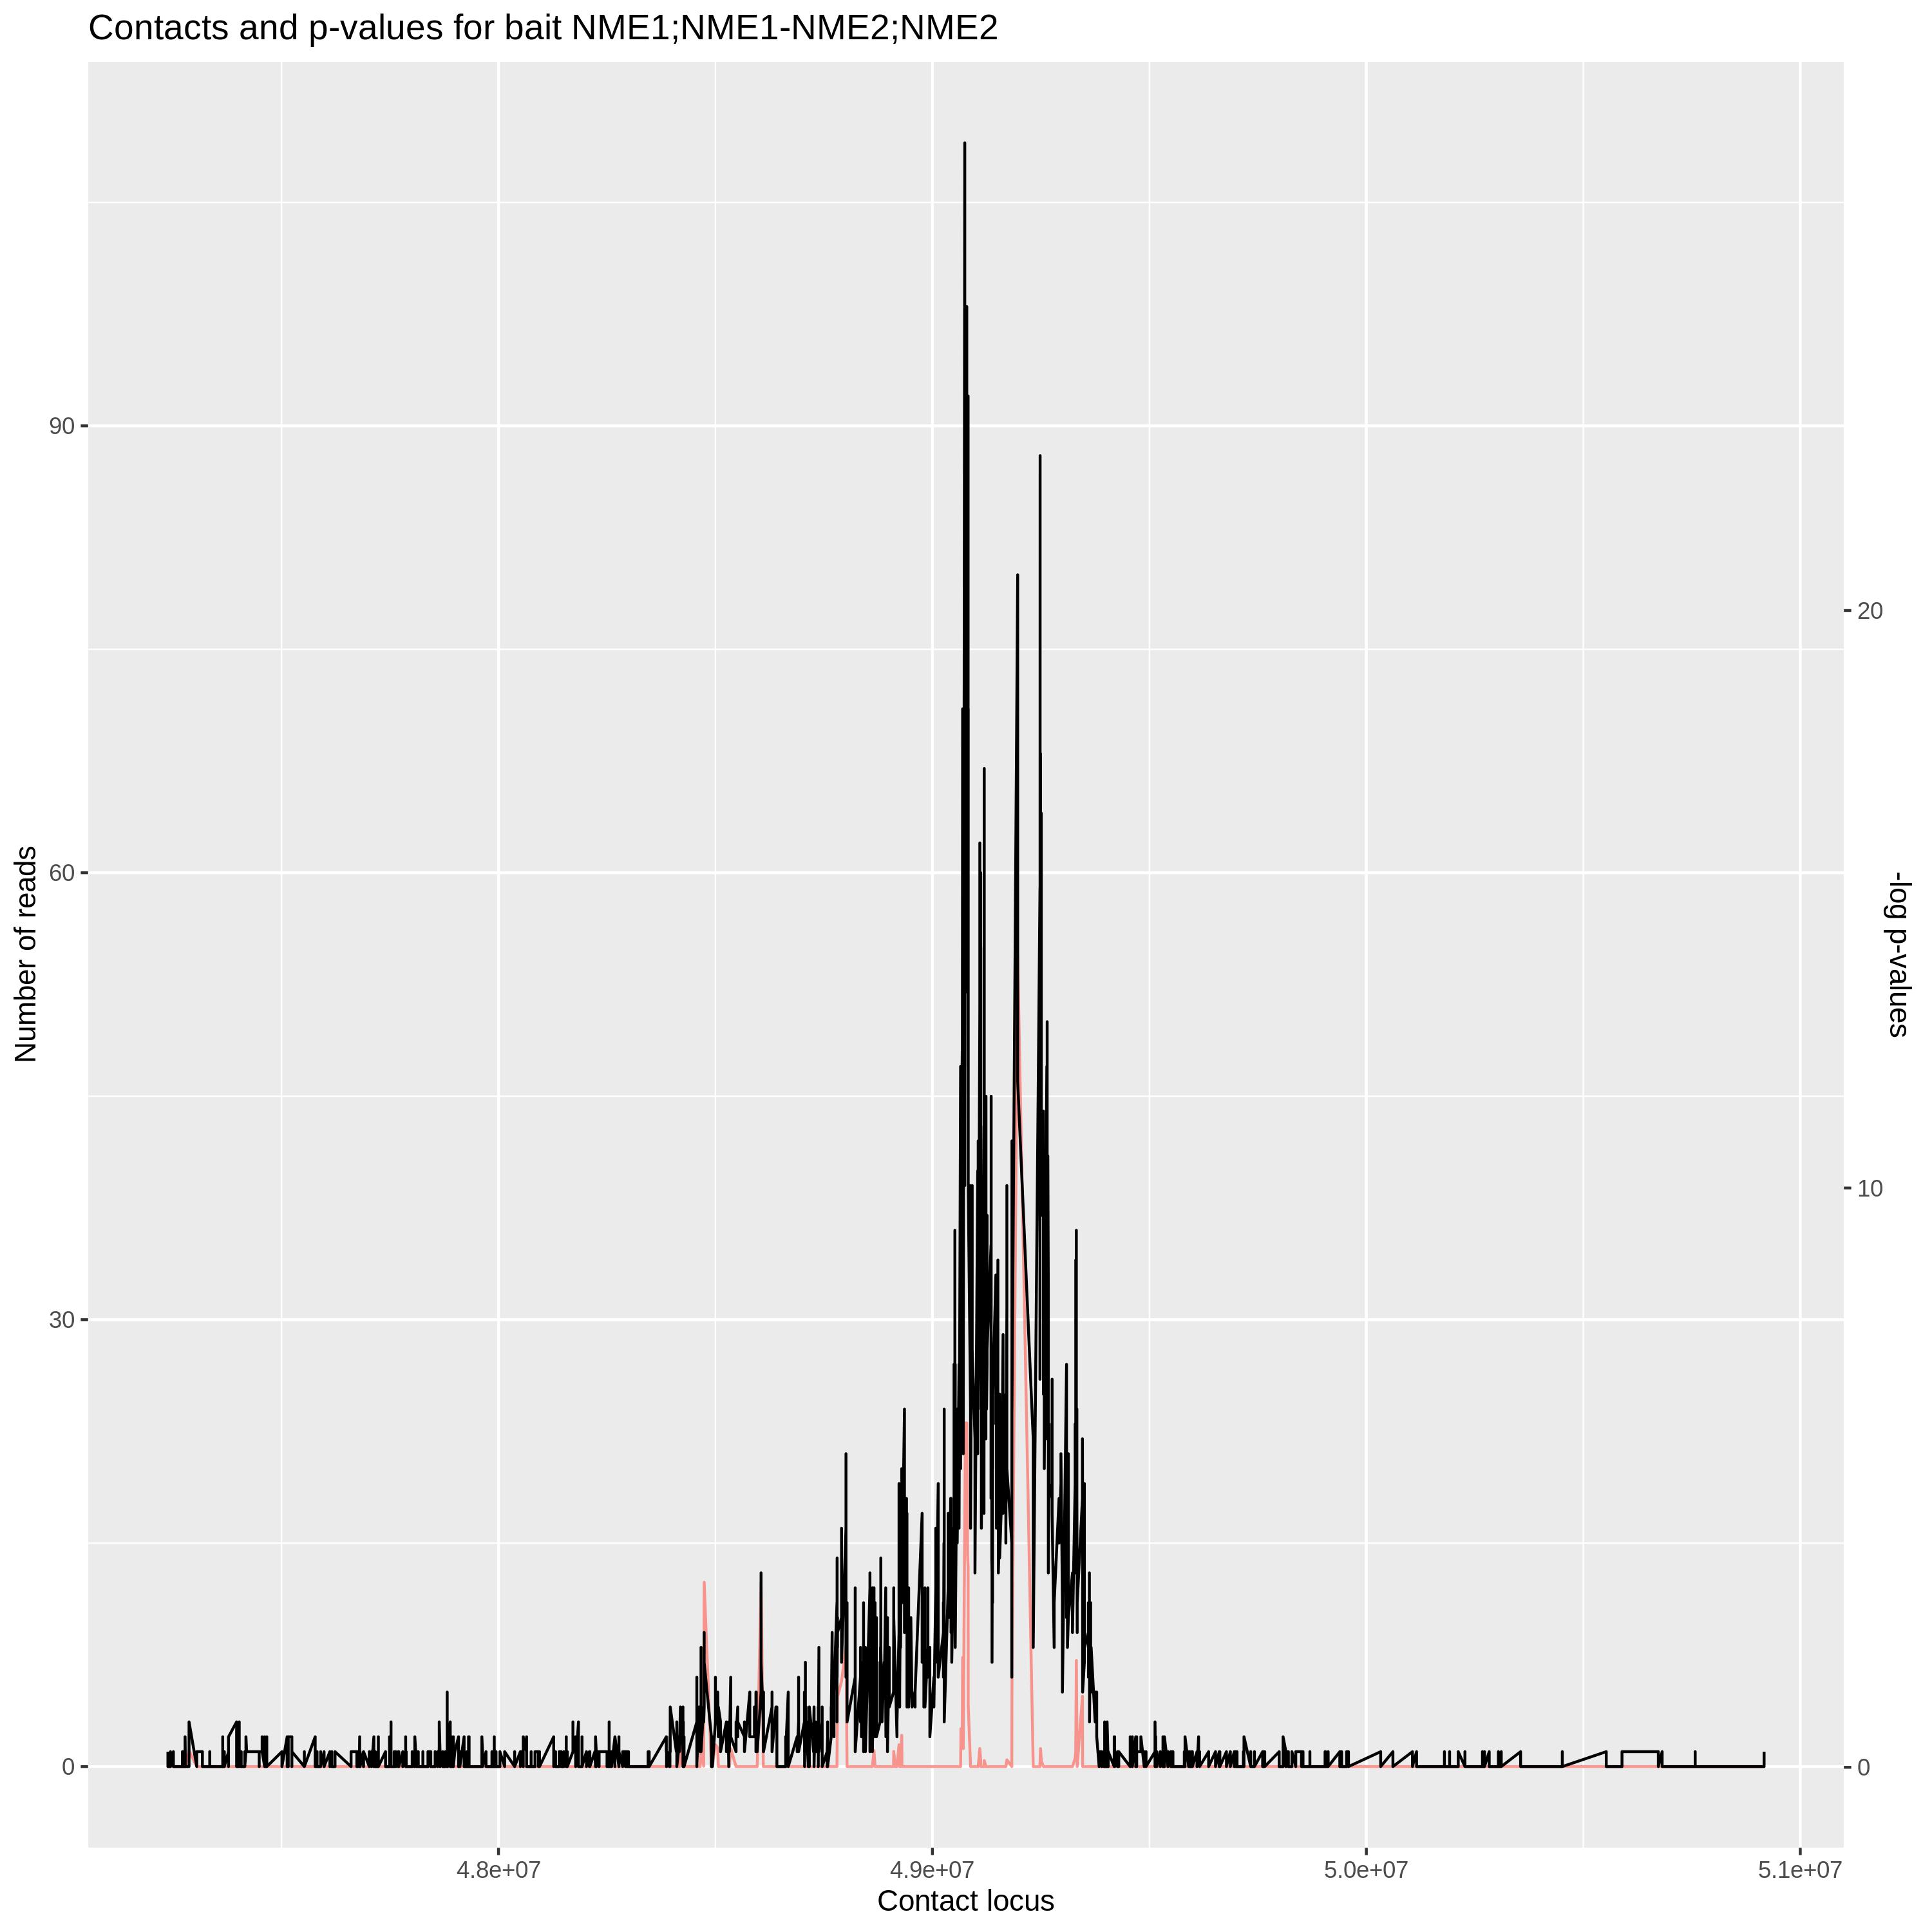 Contacts and p-values for bait NME1;NME1-NME2;NME2
90
60
30
0
Number of reads
20
10
0
-log p-values
4.8e+07
4.9e+07
5.0e+07
5.1e+07
Contact locus